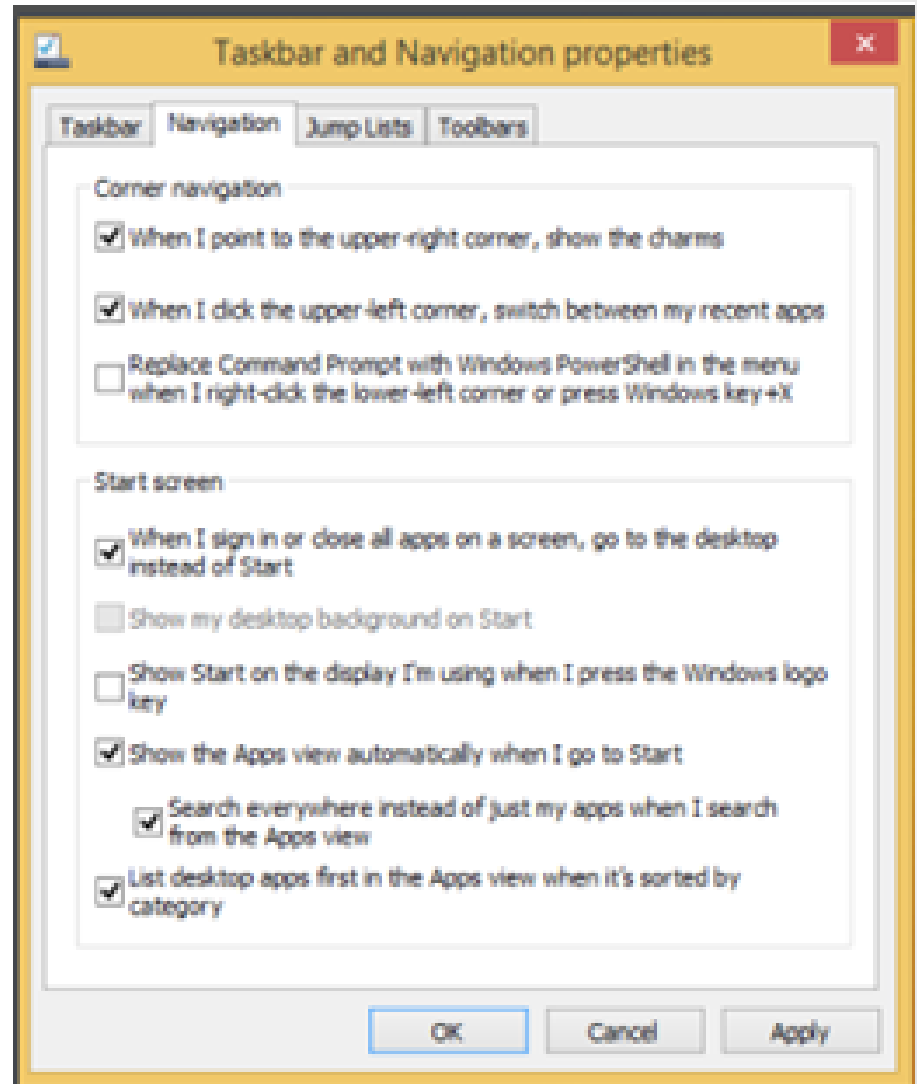 Taskbar and Navigation properties
x
Taskbar Navigation Jump Lists Toolbars
Corner navigation
When I point to the upper-right corner, show the charms
When I click the upper-left corner, switch between my recent apps
Replace Command Prompt with Windows PowerShell in the menu
when I right-click the lower-left corner or press Windows key+X
Start screen
When I sign in or close all apps on a screen, go to the desktop
instead of Start
Show my desktop background on Start
Show Start on the display I'm using when I press the Windows logo
key
Show the Apps view automatically when I go to Start
Search everywhere instead of just my apps when I search
from the Apps view
List desktop apps first in the Apps view when it's sorted by
category
OK Cancel Apply